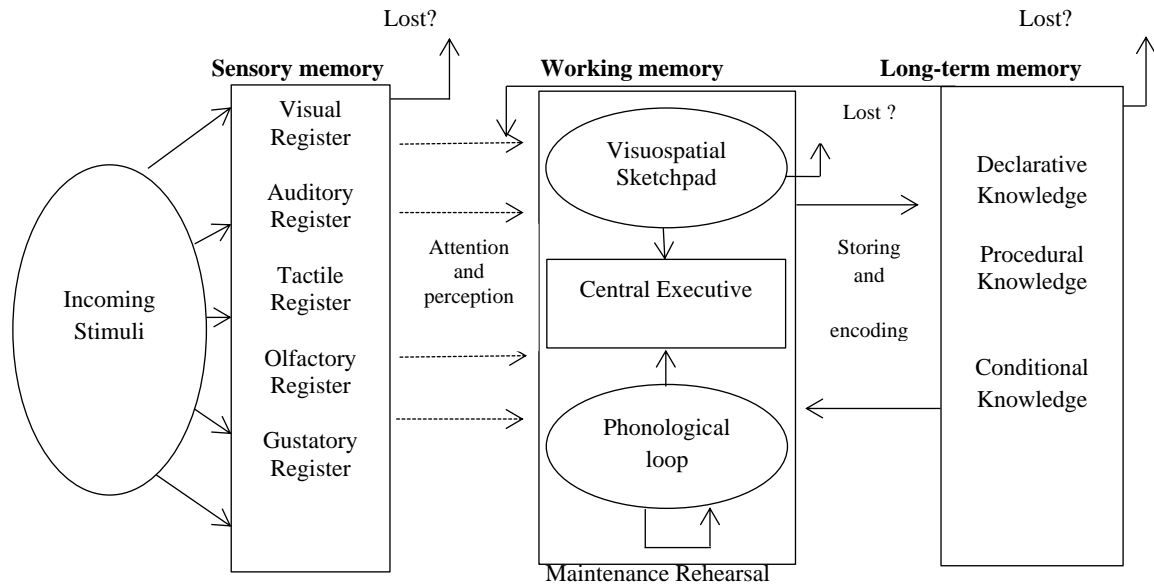 Lost?
Lost?
Sensory memory
Working memory
Long-term memory
Visual
Register
Auditory
Register
Tactile
Register
Olfactory
Register
Gustatory
Register
Incoming
Stimuli
Attention
and
perception
Visuospatial
Sketchpad
Central Executive
Phonological
loop
Maintenance Rehearsal
Lost ?
Storing
and
encoding
Declarative
Knowledge
Procedural
Knowledge
Conditional
Knowledge